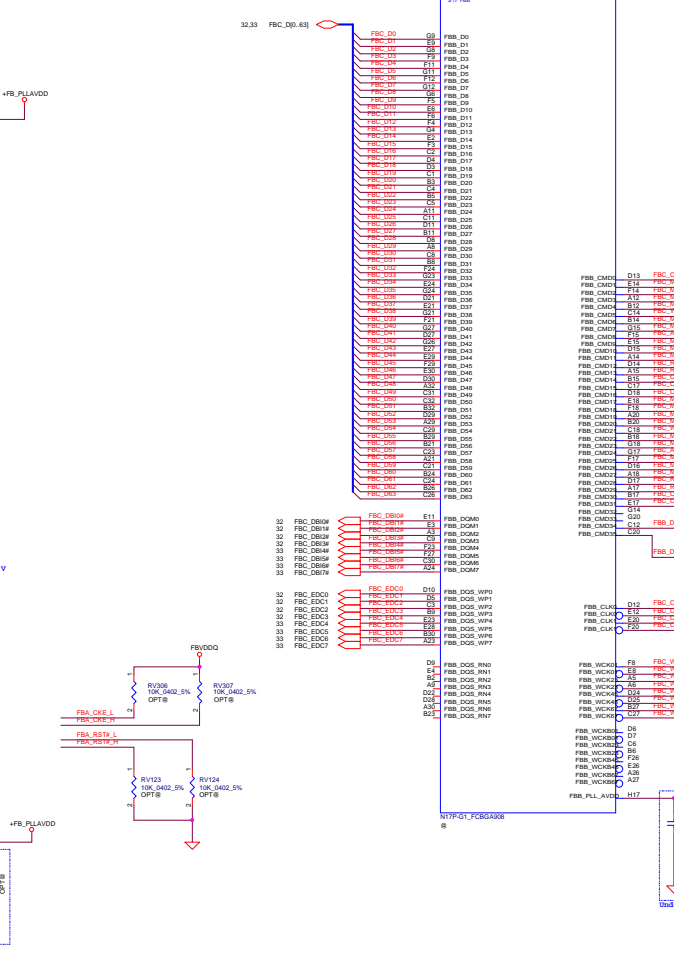 32,33 FBC_D[0..63]
+FB_PLLAVDD
FBC_D0 G9 FBB_D0
FBC_D1 E9 FBB_D1
FBC_D2 G8 FBB_D2
FBC_D3 F9 FBB_D3
FBC_D4 F11 FBB_D4
FBC_D5 G11 FBB_D5
FBC_D6 F12 FBB_D6
FBC_D7 G12 FBB_D7
FBC_D8 G6 FBB_D8
FBC_D9 F5 FBB_D9
FBC_D10 E6 FBB_D10
FBC_D11 F6 FBB_D11
FBC_D12 F4 FBB_D12
FBC_D13 G4 FBB_D13
FBC_D14 E2 FBB_D14
FBC_D15 F3 FBB_D15
FBC_D16 C2 FBB_D16
FBC_D17 D4 FBB_D17
FBC_D18 D3 FBB_D18
FBC_D19 C1 FBB_D19
FBC_D20 B3 FBB_D20
FBC_D21 C4 FBB_D21
FBC_D22 B5 FBB_D22
FBC_D23 C5 FBB_D23
FBC_D24 A11 FBB_D24
FBC_D25 C11 FBB_D25
FBC_D26 D11 FBB_D26
FBC_D27 B11 FBB_D27
FBC_D28 D8 FBB_D28
FBC_D29 A8 FBB_D29
FBC_D30 C8 FBB_D30
FBC_D31 B8 FBB_D31
FBC_D32 F24 FBB_D32
FBC_D33 G23 FBB_D33
FBC_D34 E24 FBB_D34
FBC_D35 G24 FBB_D35
FBC_D36 D21 FBB_D36
FBC_D37 E21 FBB_D37
FBC_D38 G21 FBB_D38
FBC_D39 F21 FBB_D39
FBC_D40 G27 FBB_D40
FBC_D41 D27 FBB_D41
FBC_D42 G26 FBB_D42
FBC_D43 E27 FBB_D43
FBC_D44 E29 FBB_D44
FBC_D45 F29 FBB_D45
FBC_D46 E30 FBB_D46
FBC_D47 D30 FBB_D47
FBC_D48 A32 FBB_D48
FBC_D49 C31 FBB_D49
FBC_D50 C32 FBB_D50
FBC_D51 B32 FBB_D51
FBC_D52 D29 FBB_D52
FBC_D53 A29 FBB_D53
FBC_D54 C29 FBB_D54
FBC_D55 B29 FBB_D55
FBC_D56 B21 FBB_D56
FBC_D57 C23 FBB_D57
FBC_D58 A21 FBB_D58
FBC_D59 C21 FBB_D59
FBC_D60 B24 FBB_D60
FBC_D61 C24 FBB_D61
FBC_D62 B26 FBB_D62
FBC_D63 C26 FBB_D63
32 FBC_DBI0# FBC_DBI0# E11 FBB_DQM0
32 FBC_DBI1# FBC_DBI1# E3 FBB_DQM1
32 FBC_DBI2# FBC_DBI2# A3 FBB_DQM2
32 FBC_DBI3# FBC_DBI3# C9 FBB_DQM3
33 FBC_DBI4# FBC_DBI4# F23 FBB_DQM4
33 FBC_DBI5# FBC_DBI5# F27 FBB_DQM5
33 FBC_DBI6# FBC_DBI6# C30 FBB_DQM6
33 FBC_DBI7# FBC_DBI7# A24 FBB_DQM7
32 FBC_EDC0 FBC_EDC0 D10 FBB_DQS_WP0
32 FBC_EDC1 FBC_EDC1 D5 FBB_DQS_WP1
32 FBC_EDC2 FBC_EDC2 C3 FBB_DQS_WP2
32 FBC_EDC3 FBC_EDC3 B9 FBB_DQS_WP3
33 FBC_EDC4 FBC_EDC4 E23 FBB_DQS_WP4
33 FBC_EDC5 FBC_EDC5 E28 FBB_DQS_WP5
33 FBC_EDC6 FBC_EDC6 B30 FBB_DQS_WP6
33 FBC_EDC7 FBC_EDC7 A23 FBB_DQS_WP7
D9 FBB_DQS_RN0
E4 FBB_DQS_RN1
B2 FBB_DQS_RN2
A9 FBB_DQS_RN3
D22 FBB_DQS_RN4
D28 FBB_DQS_RN5
A30 FBB_DQS_RN6
B23 FBB_DQS_RN7
FBB_CMD0 D13
FBB_CMD1 E14
FBB_CMD2 F14
FBB_CMD3 A12
FBB_CMD4 B12
FBB_CMD5 C14
FBB_CMD6 B14
FBB_CMD7 G15
FBB_CMD8 F15
FBB_CMD9 E15
FBB_CMD10 D15
FBB_CMD11 A14
FBB_CMD12 D14
FBB_CMD13 A15
FBB_CMD14 B15
FBB_CMD15 C17
FBB_CMD16 D18
FBB_CMD17 E18
FBB_CMD18 F18
FBB_CMD19 A20
FBB_CMD20 B20
FBB_CMD21 C18
FBB_CMD22 B18
FBB_CMD23 G18
FBB_CMD24 G17
FBB_CMD25 F17
FBB_CMD26 D16
FBB_CMD27 A18
FBB_CMD28 D17
FBB_CMD29 A17
FBB_CMD30 B17
FBB_CMD31 E17
FBB_CMD32 G14
FBB_CMD33 G20
FBB_CMD34 C12
FBB_CMD35 C20
FBB_CLK0 D12
FBB_CLK0 E12
FBB_CLK1 E20
FBB_CLK1 F20
FBB_WCK01 F8
FBB_WCK01 E8
FBB_WCK23 A5
FBB_WCK23 A6
FBB_WCK45 D24
FBB_WCK45 D25
FBB_WCK67 B27
FBB_WCK67 C27
FBB_WCKB01 D6
FBB_WCKB01 D7
FBB_WCKB23 C6
FBB_WCKB23 B6
FBB_WCKB45 F26
FBB_WCKB45 E26
FBB_WCKB67 A26
FBB_WCKB67 A27
FBB_PLL_AVDD H17
N17P-G1_FCBGA908
@
FBVDDQ
RV306
10K_0402_5%
OPT@
RV307
10K_0402_5%
OPT@
FBA_CKE_L
FBA_CKE_H
FBA_RST#_L
FBA_RST#_H
RV123
10K_0402_5%
OPT@
RV124
10K_0402_5%
OPT@
+FB_PLLAVDD
OPT@
Und